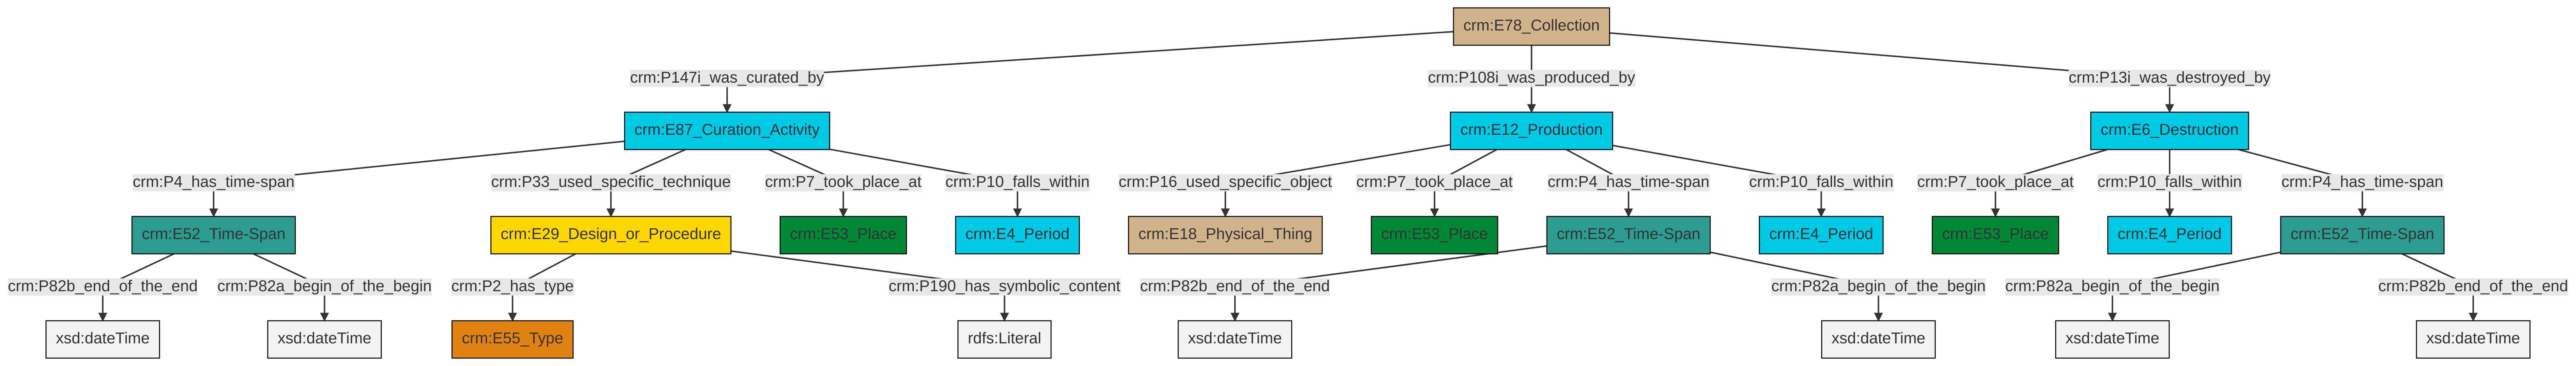 crm:E78_Collection
crm:P147i_was_curated_by
crm:P108i_was_produced_by
crm:P13i_was_destroyed_by
crm:E87_Curation_Activity
crm:E12_Production
crm:E6_Destruction
crm:P4_has_time-span
crm:P33_used_specific_technique
crm:P7_took_place_at
crm:P10_falls_within
crm:P16_used_specific_object
crm:P7_took_place_at
crm:P4_has_time-span
crm:P10_falls_within
crm:P7_took_place_at
crm:P10_falls_within
crm:P4_has_time-span
crm:E52_Time-Span
crm:E29_Design_or_Procedure
crm:E53_Place
crm:E4_Period
crm:E18_Physical_Thing
crm:E53_Place
crm:E52_Time-Span
crm:E4_Period
crm:E53_Place
crm:E4_Period
crm:E52_Time-Span
crm:P82b_end_of_the_end
crm:P82a_begin_of_the_begin
crm:P2_has_type
crm:P190_has_symbolic_content
crm:P82b_end_of_the_end
crm:P82a_begin_of_the_begin
crm:P82a_begin_of_the_begin
crm:P82b_end_of_the_end
xsd:dateTime
xsd:dateTime
crm:E55_Type
rdfs:Literal
xsd:dateTime
xsd:dateTime
xsd:dateTime
xsd:dateTime